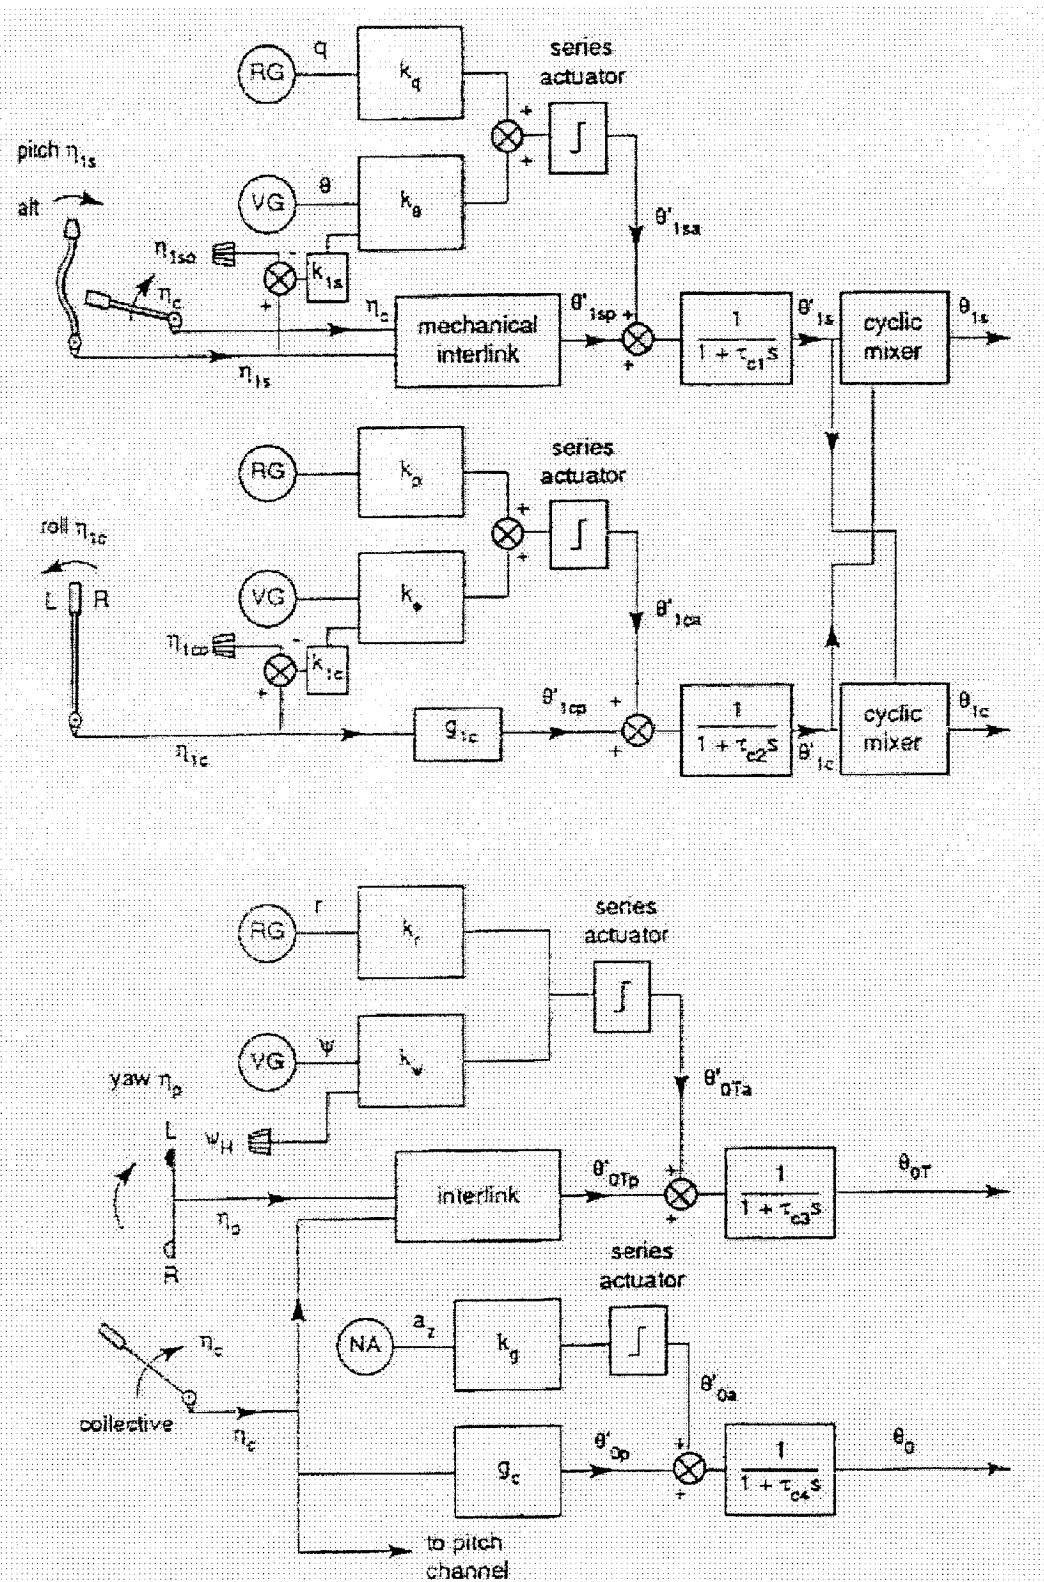 series
actuator
RG
q
k_q
pitch η_1s
VG
θ
k_θ
aft
η_1so
k_1s
θ'_1sa
η_c
η_c
θ'_1sp
mechanical
interlink
1
1 + τ_c1 s
θ'_1s
cyclic
mixer
θ_1s
η_1s
series
actuator
RG
k_p
roll η_1c
L R
VG
k_φ
η_1co
k_1c
θ'_1ca
θ'_1cp
η_1c
g_1c
1
1 + τ_c2 s
θ'_1c
cyclic
mixer
θ_1c
series
actuator
RG
r
k_r
VG
ψ
k_ψ
yaw η_p
ψ_H
θ'_0Ta
L
R
η_p
interlink
θ'_0Tp
1
1 + τ_c3 s
θ_0T
series
actuator
NA
a_z
k_g
θ'_0a
η_c
collective
η_c
g_c
θ'_0p
1
1 + τ_c4 s
θ_0
to pitch
channel